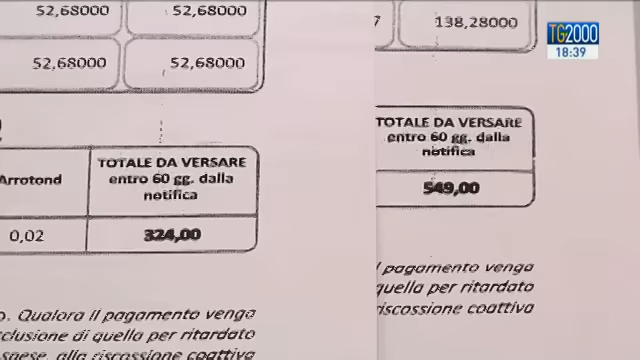 52,68000 52,68000
52,68000 52,68000
Arrotond
TOTALE DA VERSARE
entro 60 gg. dalla
notifica
0,02
324,00
o. Qualora il pagamento venga
clusione di quella per ritardato
spese, alla riscossione coattiva
7 138,28000
TOTALE DA VERSARE
entro 60 gg. dalla
notifica
549,00
l pagamento venga
quella per ritardato
riscossione coattiva
TG2000
18:39